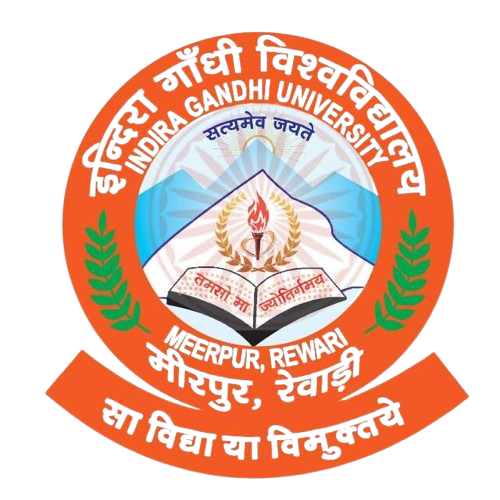 इन्दिरा गाँधी विश्वविद्यालय
INDIRA GANDHI UNIVERSITY
सत्यमेव जयते
तमसो मा ज्योतिर्गमय
MEERPUR, REWARI
मीरपुर, रेवाड़ी
सा विद्या या विमुक्तये